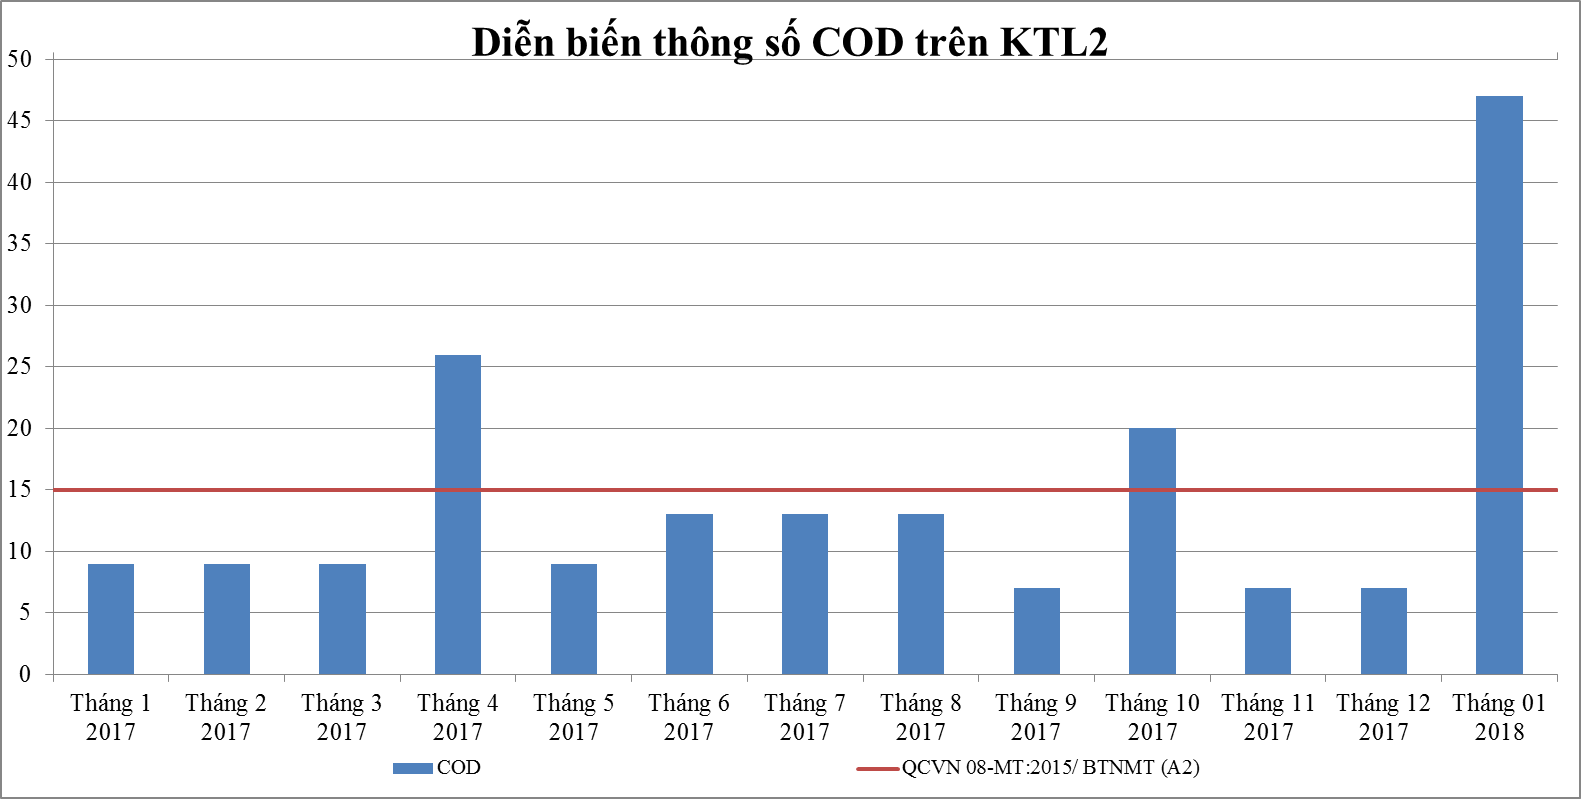 Diễn biến thông số COD trên KTL2
50
45
40
35
30
25
20
15
10
5
0
Tháng 1 2017
Tháng 2 2017
Tháng 3 2017
Tháng 4 2017
Tháng 5 2017
Tháng 6 2017
Tháng 7 2017
Tháng 8 2017
Tháng 9 2017
Tháng 10 2017
Tháng 11 2017
Tháng 12 2017
Tháng 01 2018
COD
QCVN 08-MT:2015/ BTNMT (A2)